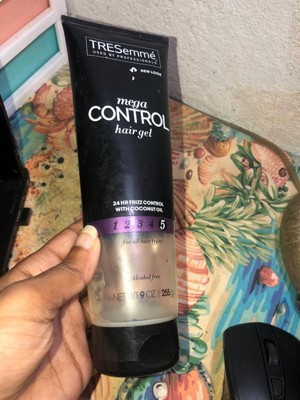 TRESemmé
USED BY PROFESSIONALS
NEW LOOK
mega
CONTROL
hair gel
24 HR FRIZZ CONTROL
WITH COCONUT OIL
1 2 3 4 5
For all hair types
Alcohol free
NET WT 9 OZ | 255 g